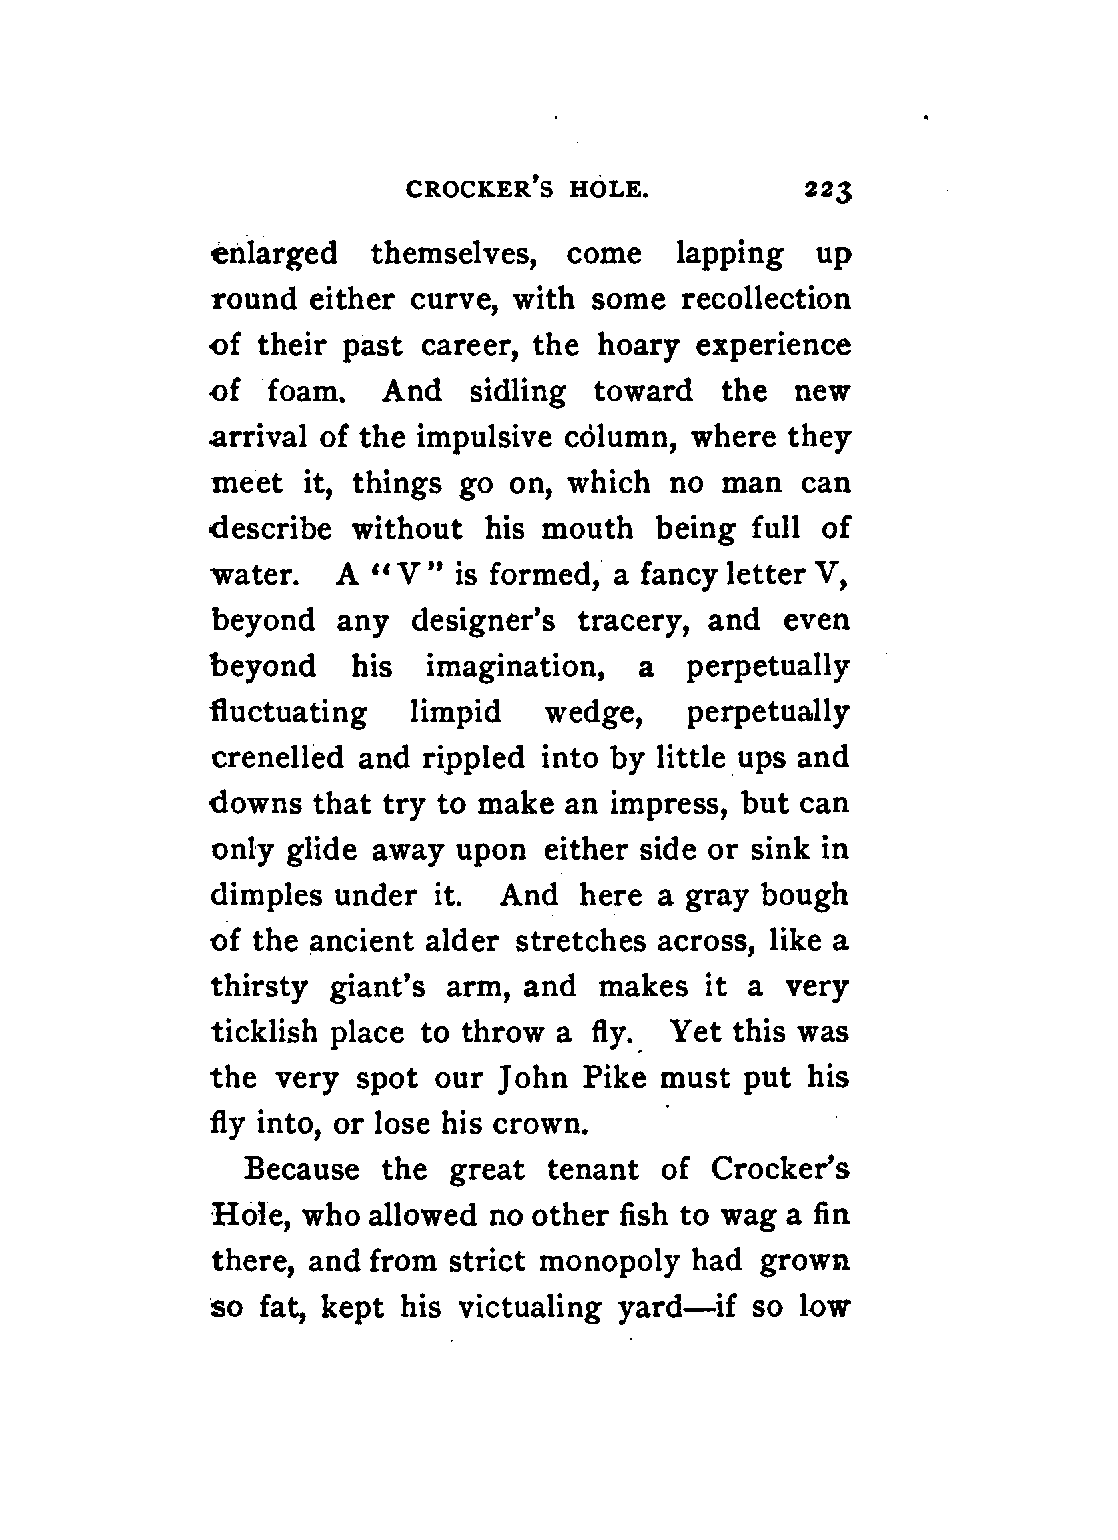 CROCKER'S HOLE. 223
enlarged themselves, come lapping up
round either curve, with some recollection
of their past career, the hoary experience
of foam. And sidling toward the new
arrival of the impulsive column, where they
meet it, things go on, which no man can
describe without his mouth being full of
water. A "V" is formed, a fancy letter V,
beyond any designer's tracery, and even
beyond his imagination, a perpetually
fluctuating limpid wedge, perpetually
crenelled and rippled into by little ups and
downs that try to make an impress, but can
only glide away upon either side or sink in
dimples under it. And here a gray bough
of the ancient alder stretches across, like a
thirsty giant's arm, and makes it a very
ticklish place to throw a fly. Yet this was
the very spot our John Pike must put his
fly into, or lose his crown.
Because the great tenant of Crocker's
Hole, who allowed no other fish to wag a fin
there, and from strict monopoly had grown
so fat, kept his victualing yard—if so low